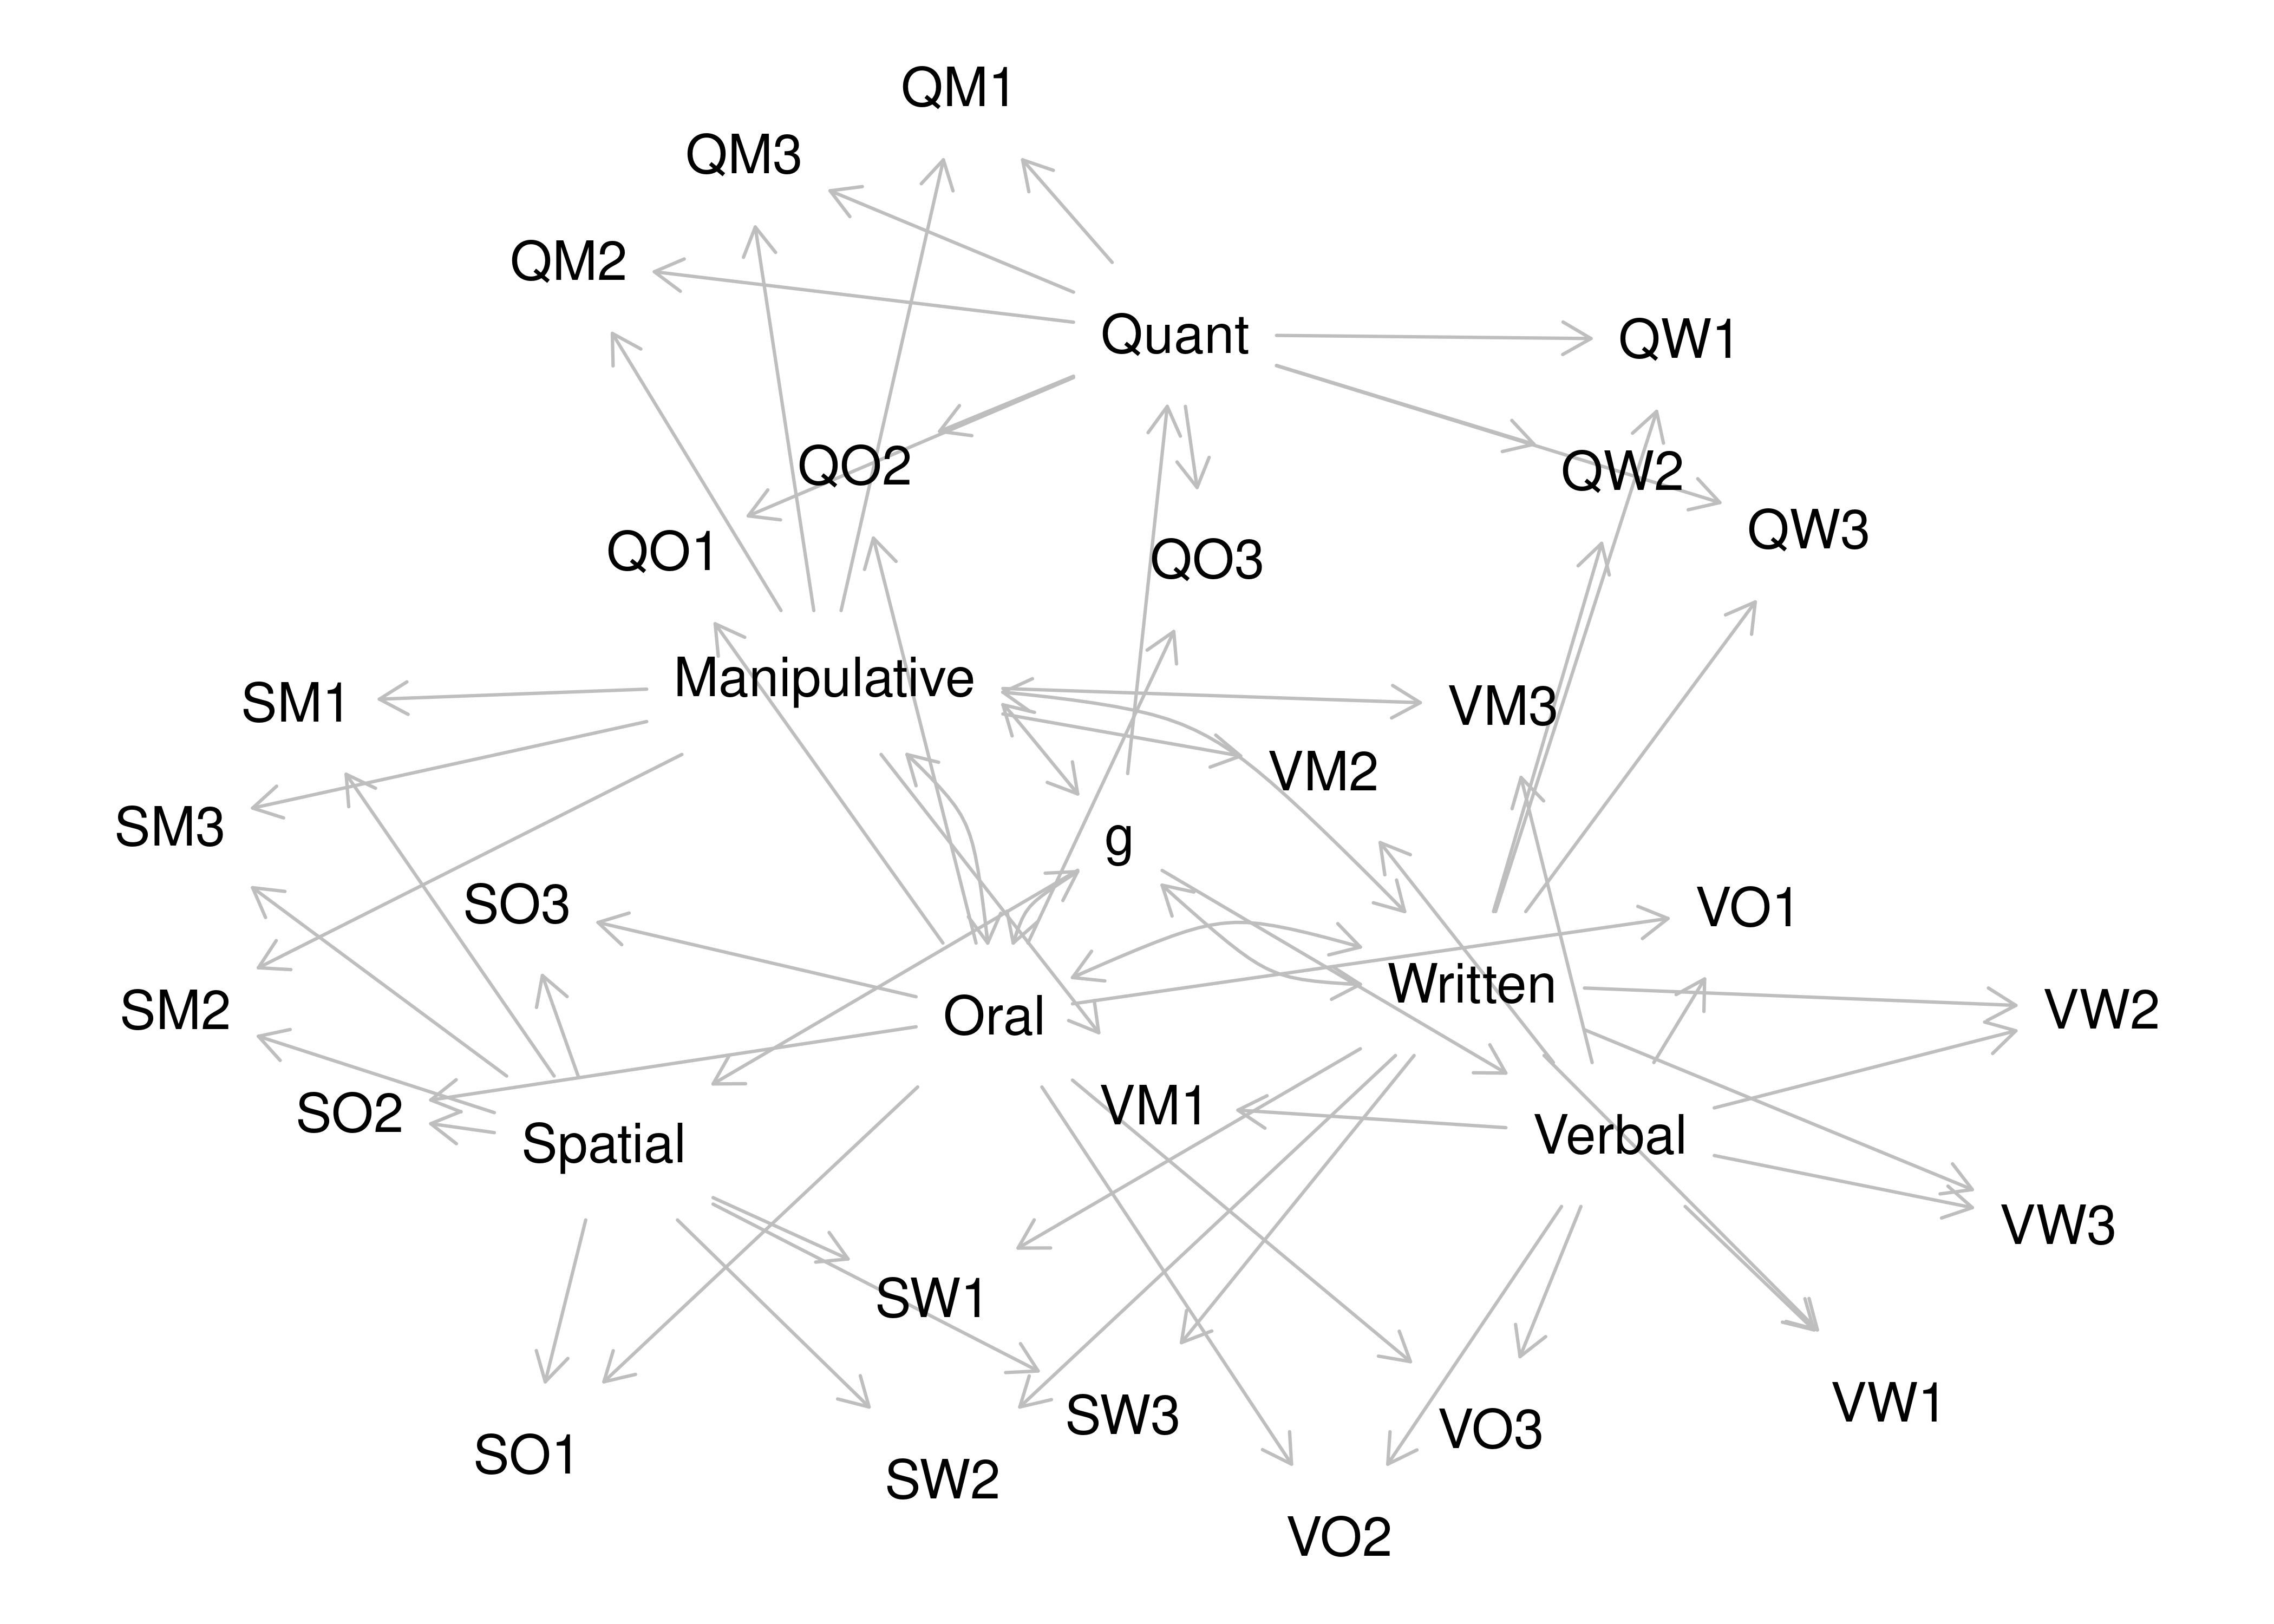 QM1
QM3
QM2
Quant
QW1
QO2
QW2
QW3
QO1
QO3
Manipulative
SM1
VM3
VM2
SM3
g
SO3
VO1
Written
SM2
Oral
VW2
VM1
SO2
Verbal
Spatial
VW3
SW1
VW1
SW3
VO3
SO1
SW2
VO2